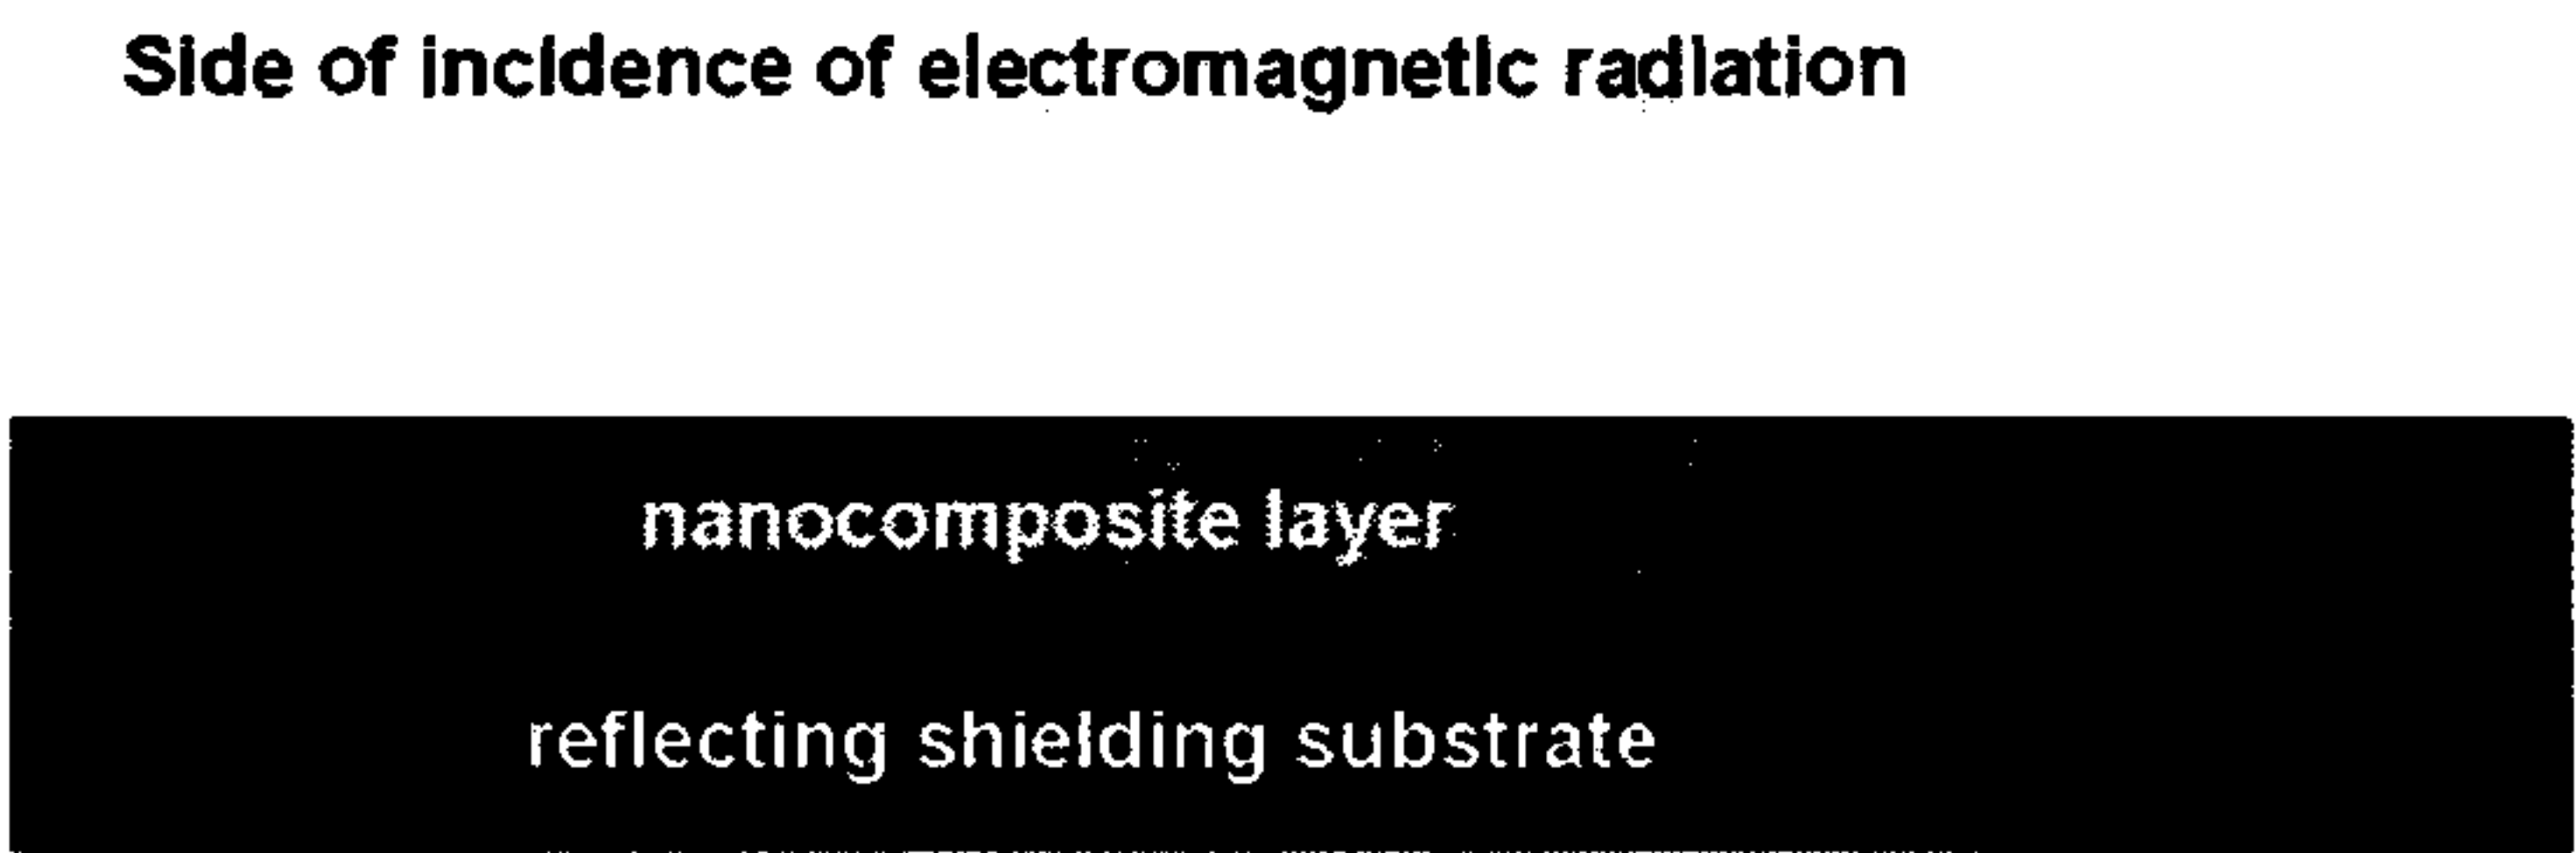 Side of incidence of electromagnetic radiation
nanocomposite layer
reflecting shielding substrate